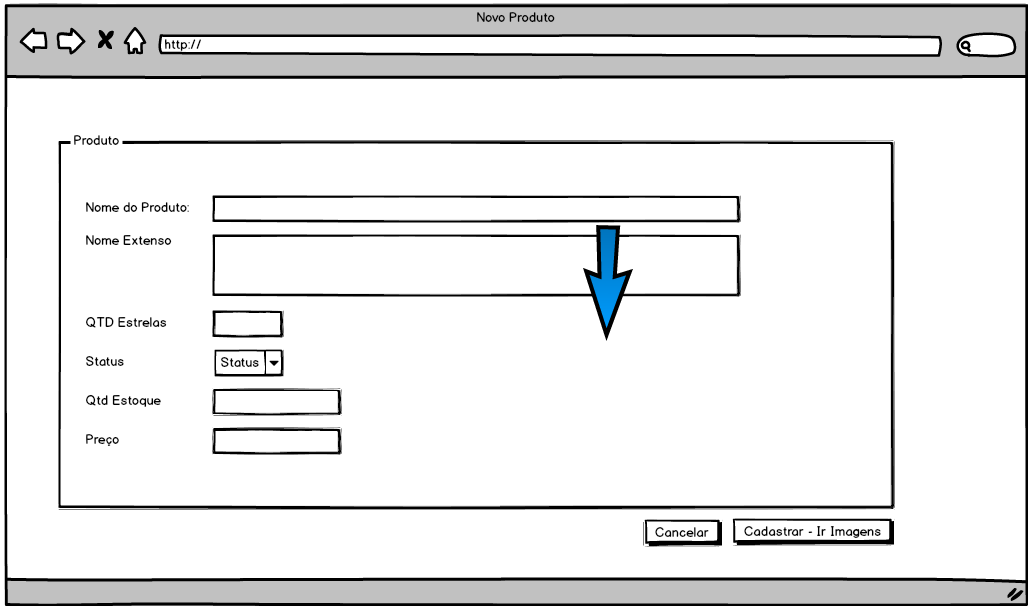 Novo Produto
http://
Produto
Nome do Produto:
Nome Extenso
QTD Estrelas
Status Status
Qtd Estoque
Preço
Cancelar Cadastrar - Ir Imagens